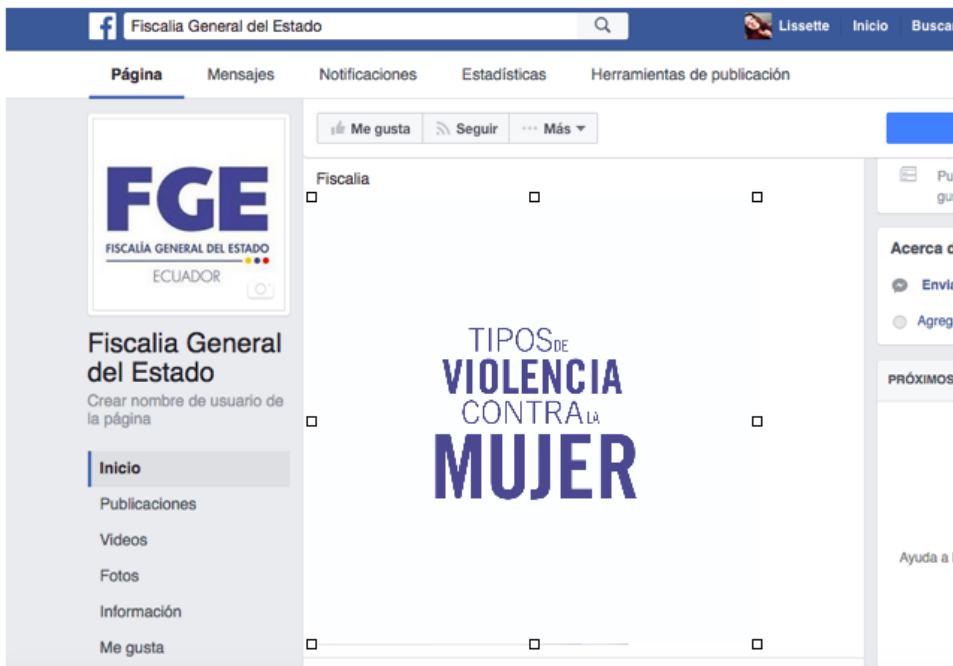 Fiscalia General del Estado
Lissette
Inicio
Página
Mensajes
Notificaciones
Estadísticas
Herramientas de publicación
Me gusta
Seguir
Más
FGE
FISCALÍA GENERAL DEL ESTADO
ECUADOR
Fiscalia General
del Estado
Crear nombre de usuario de
la página
Inicio
Publicaciones
Videos
Fotos
Información
Me gusta
Fiscalia
TIPOS DE
VIOLENCIA
CONTRA LA
MUJER
Acerca
PRÓXIMOS
Ayuda a